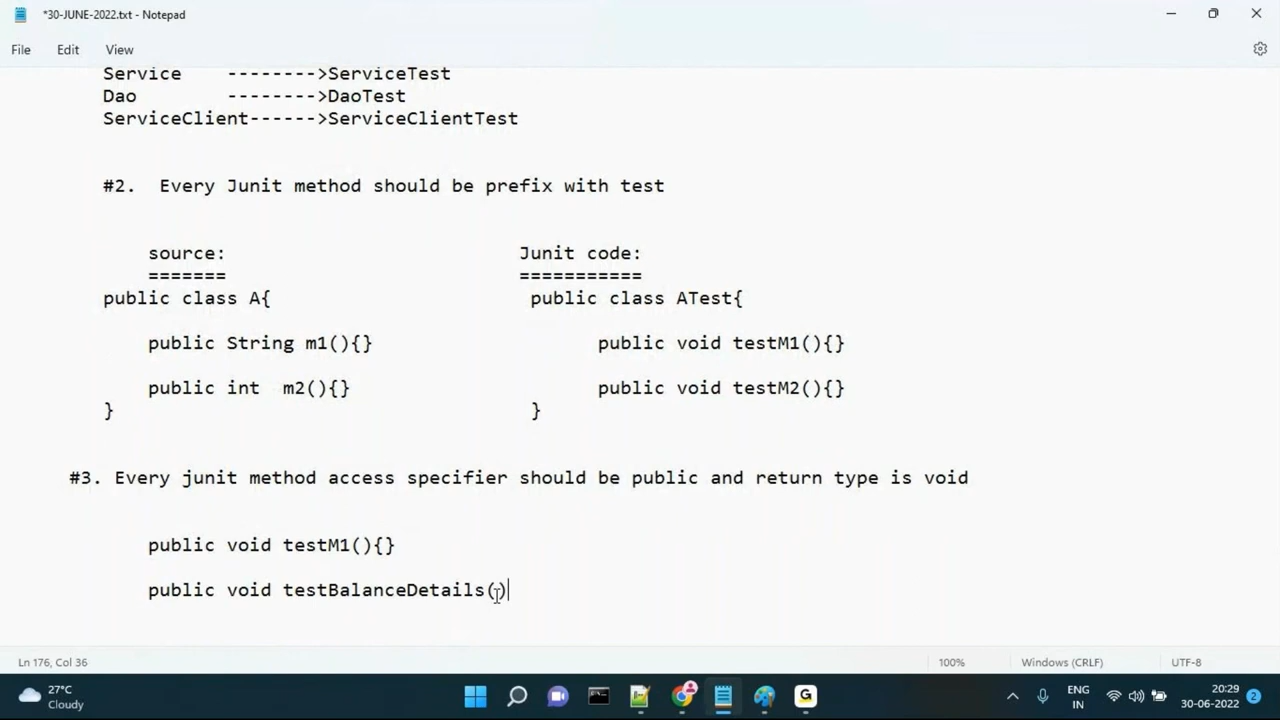 *30-JUNE-2022.txt - Notepad
File Edit View
Service -------->ServiceTest
Dao -------->DaoTest
ServiceClient------>ServiceClientTest
#2. Every Junit method should be prefix with test
source: Junit code:
======= ===========
public class A{ public class ATest{
public String m1(){} public void testM1(){}
public int m2(){} public void testM2(){}
} }
#3. Every junit method access specifier should be public and return type is void
public void testM1(){}
public void testBalanceDetails()
Ln 176, Col 36 100% Windows (CRLF) UTF-8
27°C
Cloudy
ENG
IN
20:29
30-06-2022
2